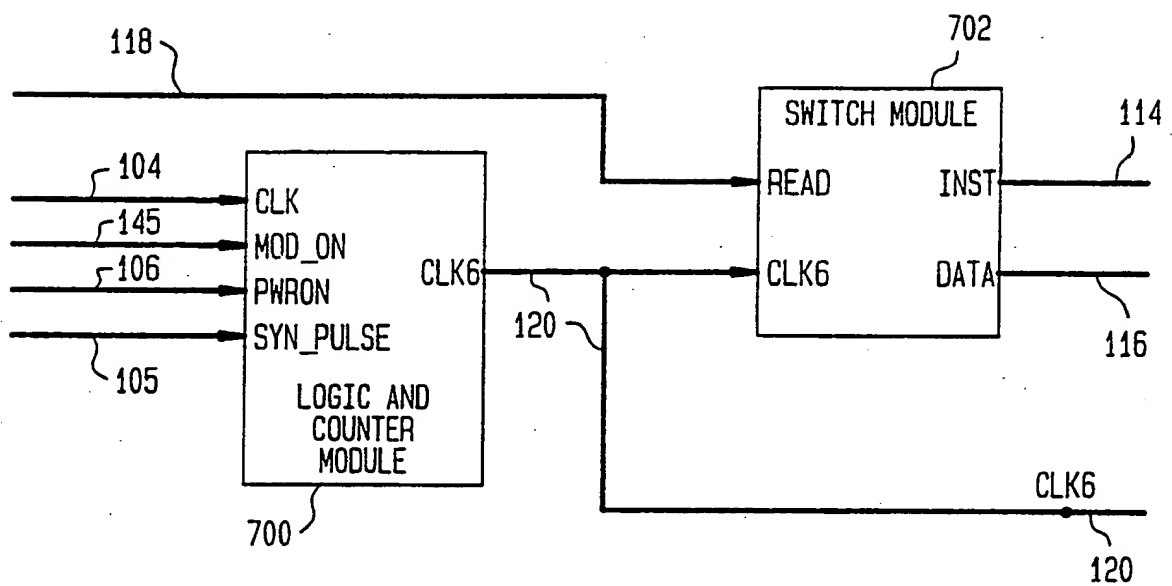 118
702
SWITCH MODULE
114
104
READ
INST
CLK
145
MOD_ON
106
CLK6
CLK6
DATA
PWRON
120
120
116
SYN_PULSE
105
LOGIC AND
COUNTER
MODULE
700
CLK6
120